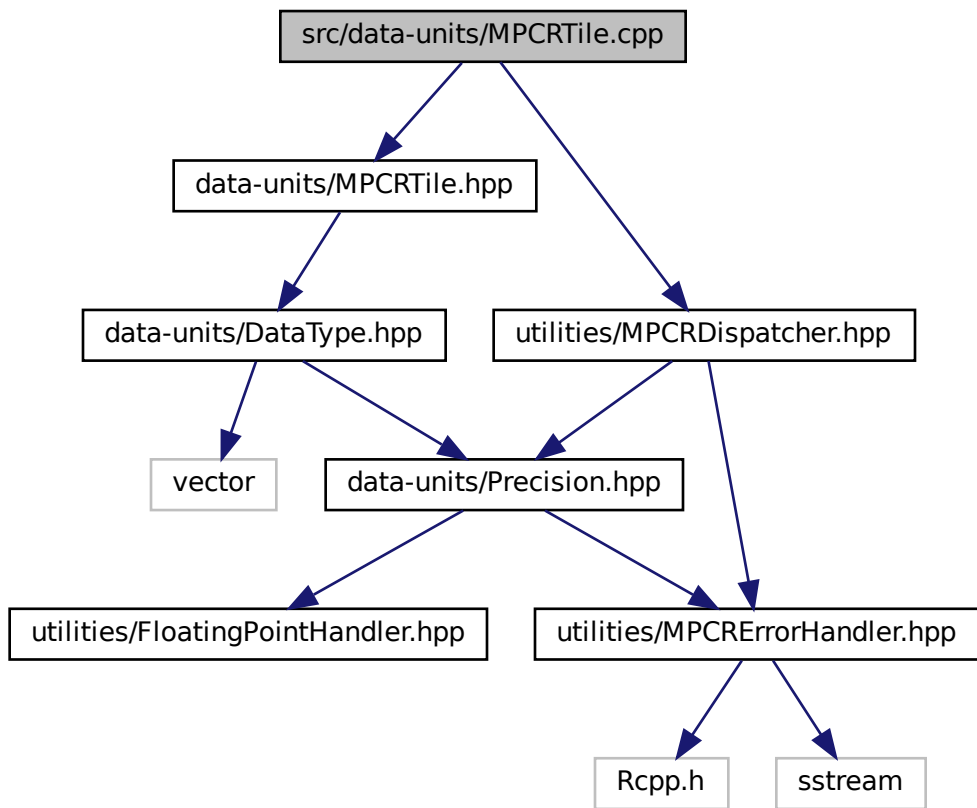 src/data-units/MPCRTile.cpp
data-units/MPCRTile.hpp
data-units/DataType.hpp
utilities/MPCRDispatcher.hpp
vector
data-units/Precision.hpp
utilities/FloatingPointHandler.hpp
utilities/MPCRErrorHandler.hpp
Rcpp.h
sstream